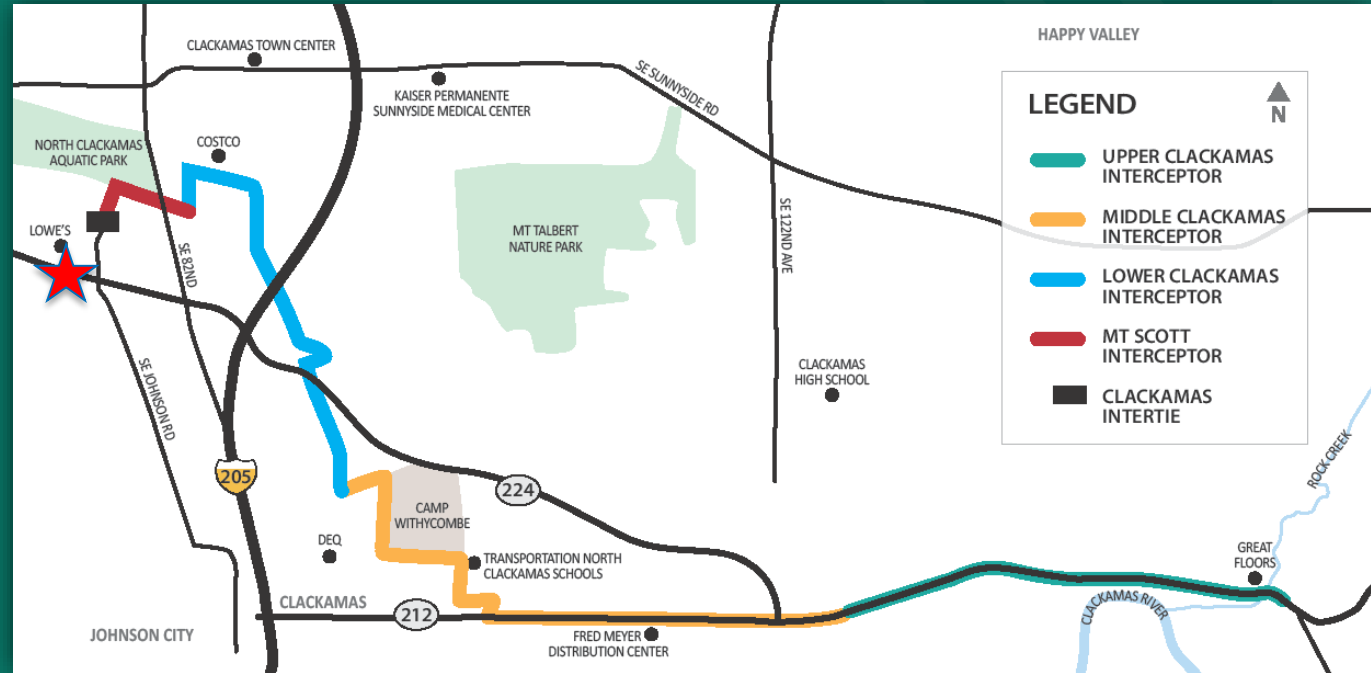 HAPPY VALLEY
CLACKAMAS TOWN CENTER
SE SUNNYSIDE RD
KAISER PERMANENTE
SUNNYSIDE MEDICAL CENTER
NORTH CLACKAMAS
AQUATIC PARK
COSTCO
LOWE'S
SE 82ND
MT TALBERT
NATURE PARK
SE 122ND AVE
LEGEND
N
UPPER CLACKAMAS
INTERCEPTOR
MIDDLE CLACKAMAS
INTERCEPTOR
LOWER CLACKAMAS
INTERCEPTOR
MT SCOTT
INTERCEPTOR
CLACKAMAS
INTERTIE
SE JOHNSON RD
CLACKAMAS
HIGH SCHOOL
205
224
CAMP
WITHYCOMBE
DEQ
TRANSPORTATION NORTH
CLACKAMAS SCHOOLS
ROCK CREEK
GREAT
FLOORS
CLACKAMAS
212
CLACKAMAS RIVER
JOHNSON CITY
FRED MEYER
DISTRIBUTION CENTER